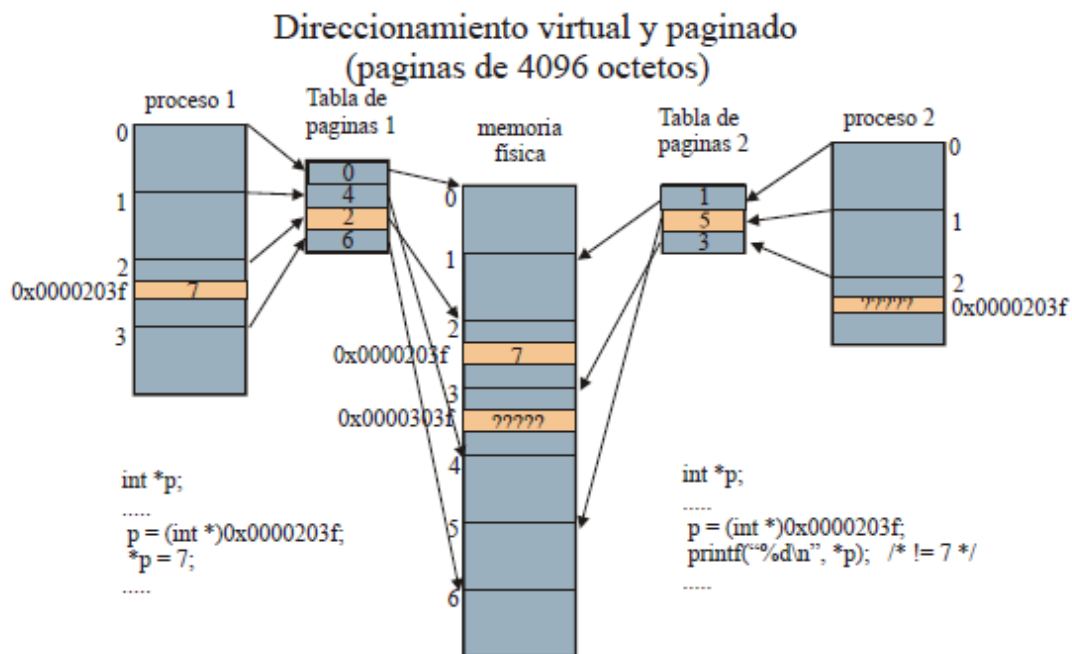 Direccionamiento virtual y paginado
(paginas de 4096 octetos)
proceso 1
Tabla de
paginas 1
memoria
física
Tabla de
paginas 2
proceso 2
0
1
2
0x0000203f
7
3
0
4
2
6
0
1
2
0x0000203f
7
3
0x0000303f
?????
4
5
6
1
5
3
0
1
2
?????
0x0000203f
int *p;
.....
p = (int *)0x0000203f;
*p = 7;
.....
int *p;
.....
p = (int *)0x0000203f;
printf(“%d\n”, *p); /* != 7 */
.....